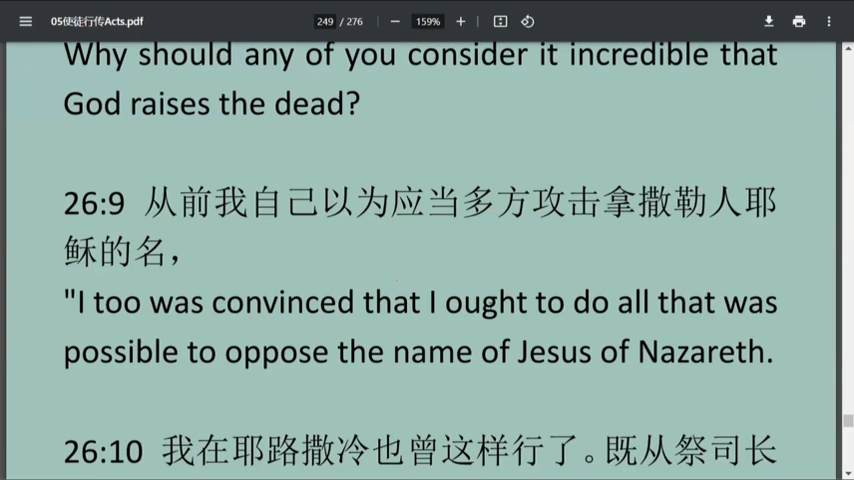 05使徒行传Acts.pdf
249 / 276
159%
Why should any of you consider it incredible that
God raises the dead?
26:9 从前我自己以为应当多方攻击拿撒勒人耶
稣的名，
"I too was convinced that I ought to do all that was
possible to oppose the name of Jesus of Nazareth.
26:10 我在耶路撒冷也曾这样行了。既从祭司长